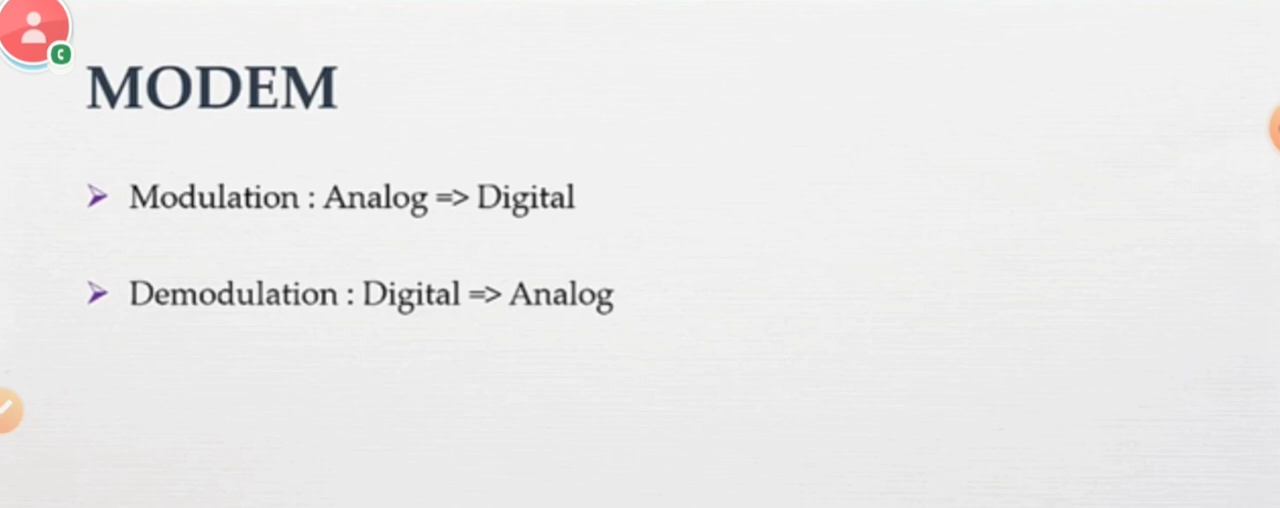 MODEM
➢ Modulation : Analog => Digital
➢ Demodulation : Digital => Analog